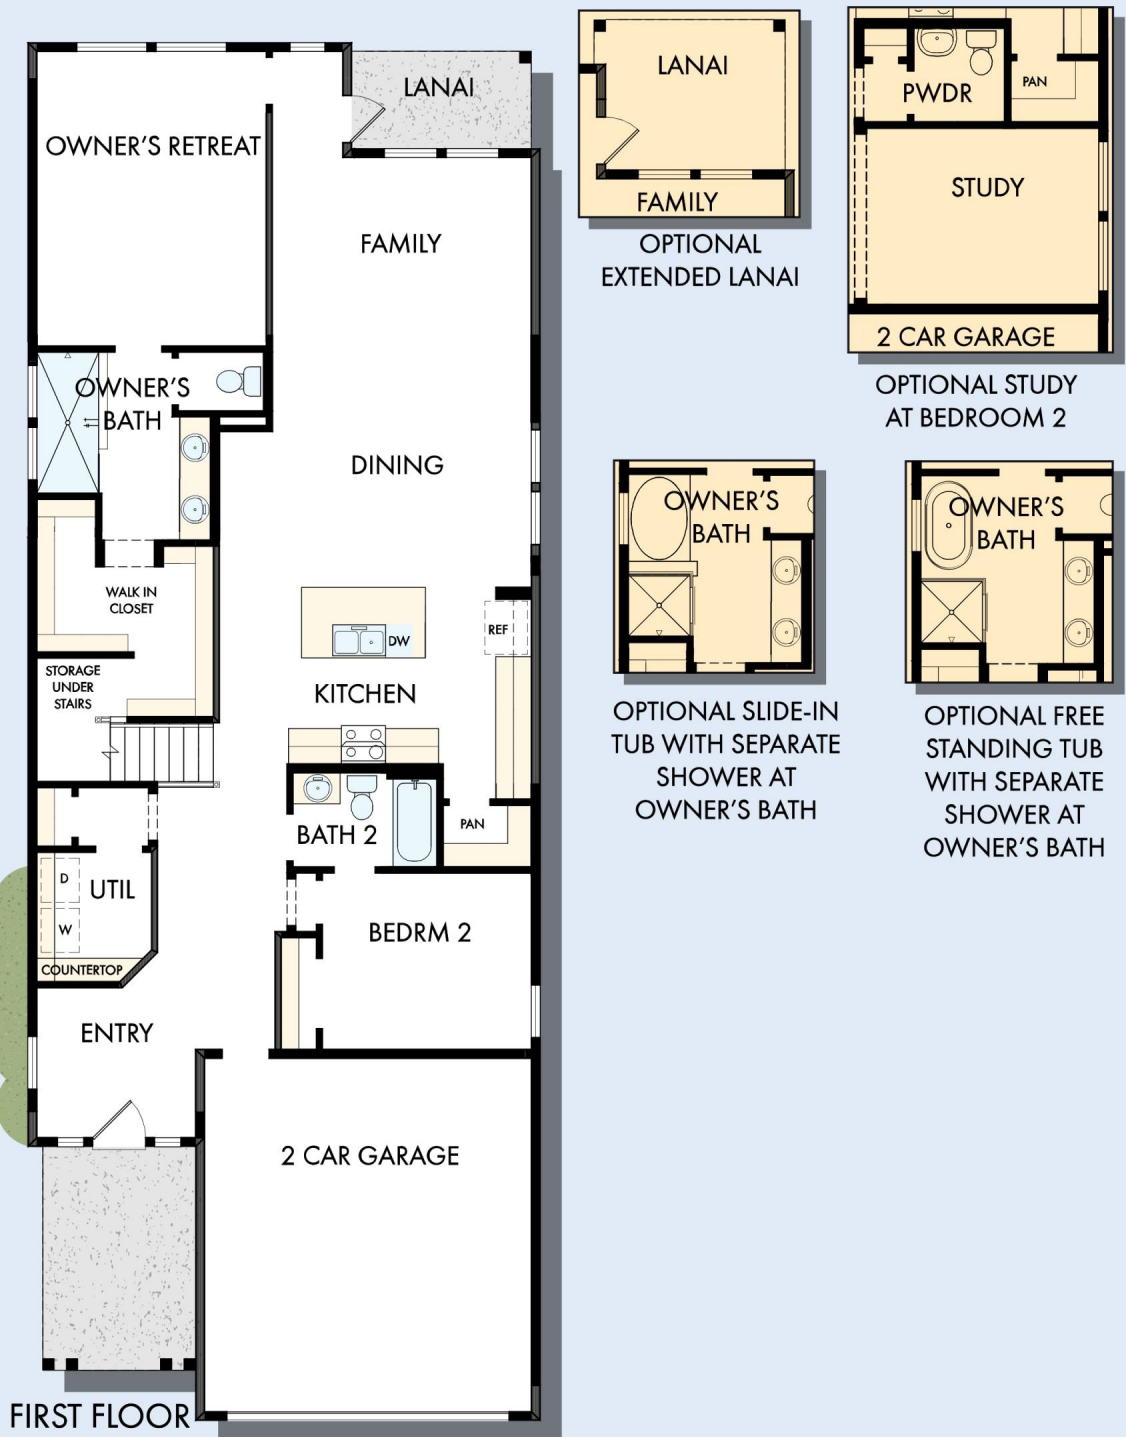 OWNER'S RETREAT
LANAI
FAMILY
OWNER'S
BATH
DINING
WALK IN
CLOSET
STORAGE
UNDER
STAIRS
DW
REF
KITCHEN
BATH 2
PAN
D
UTIL
W
COUNTERTOP
BEDRM 2
ENTRY
2 CAR GARAGE
FIRST FLOOR
LANAI
FAMILY
OPTIONAL
EXTENDED LANAI
PWDR
PAN
STUDY
2 CAR GARAGE
OPTIONAL STUDY
AT BEDROOM 2
OWNER'S
BATH
OPTIONAL SLIDE-IN
TUB WITH SEPARATE
SHOWER AT
OWNER'S BATH
OWNER'S
BATH
OPTIONAL FREE
STANDING TUB
WITH SEPARATE
SHOWER AT
OWNER'S BATH